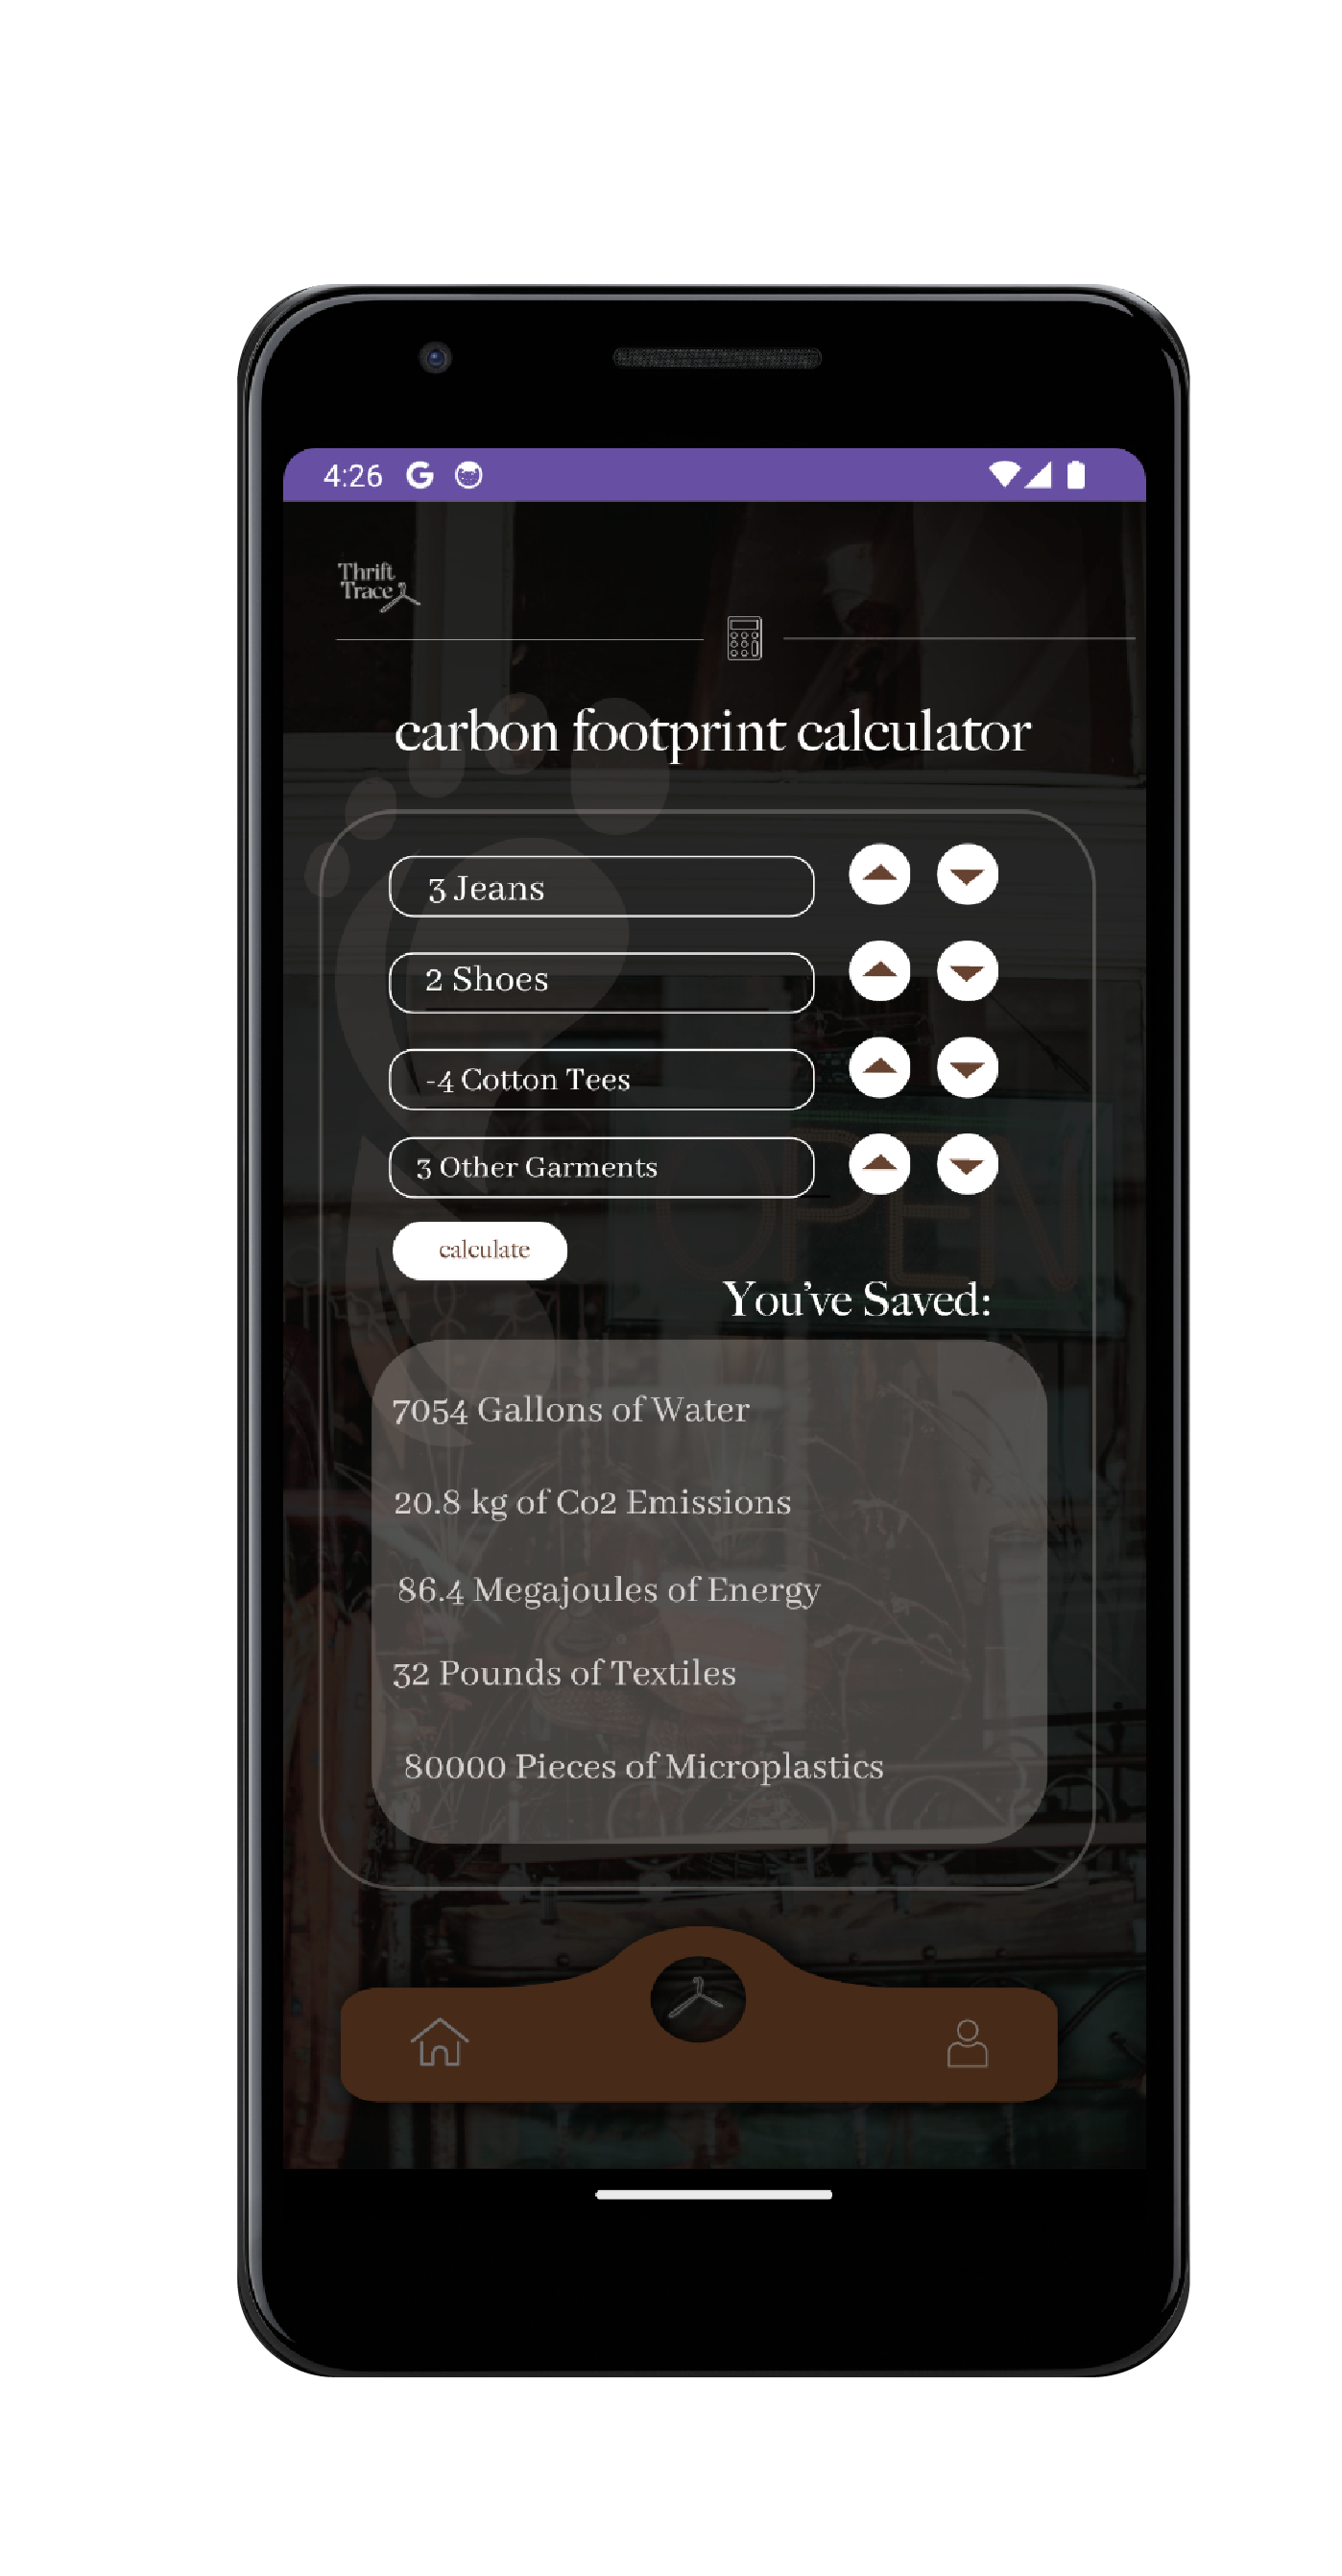 4:26
Thrift
Trace
carbon footprint calculator
3 Jeans
2 Shoes
-4 Cotton Tees
3 Other Garments
calculate
OPEN
You've Saved:
7054 Gallons of Water
20.8 kg of Co2 Emissions
86.4 Megajoules of Energy
32 Pounds of Textiles
80000 Pieces of Microplastics